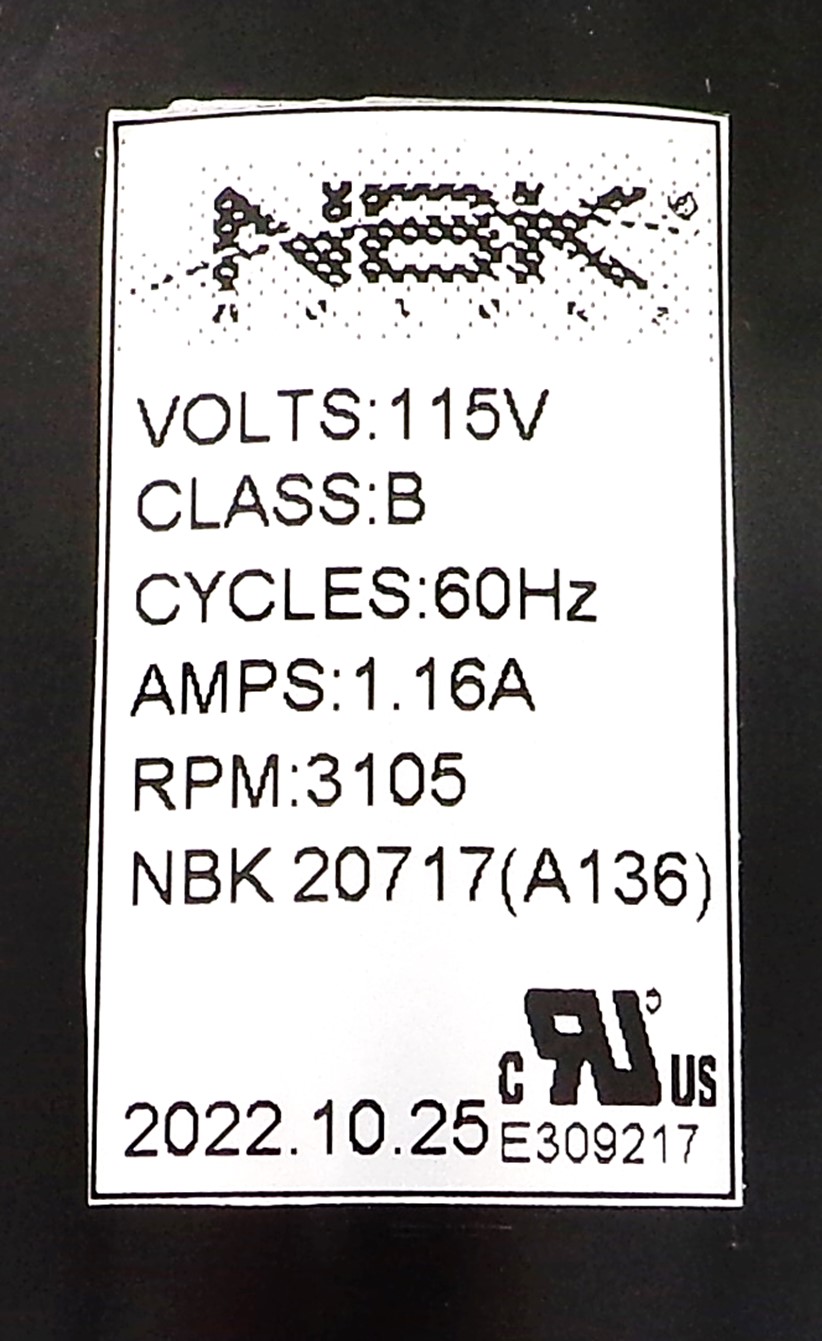 NBK®
VOLTS:115V
CLASS:B
CYCLES:60Hz
AMPS:1.16A
RPM:3105
NBK 20717(A136)
C RU US
2022.10.25
E309217